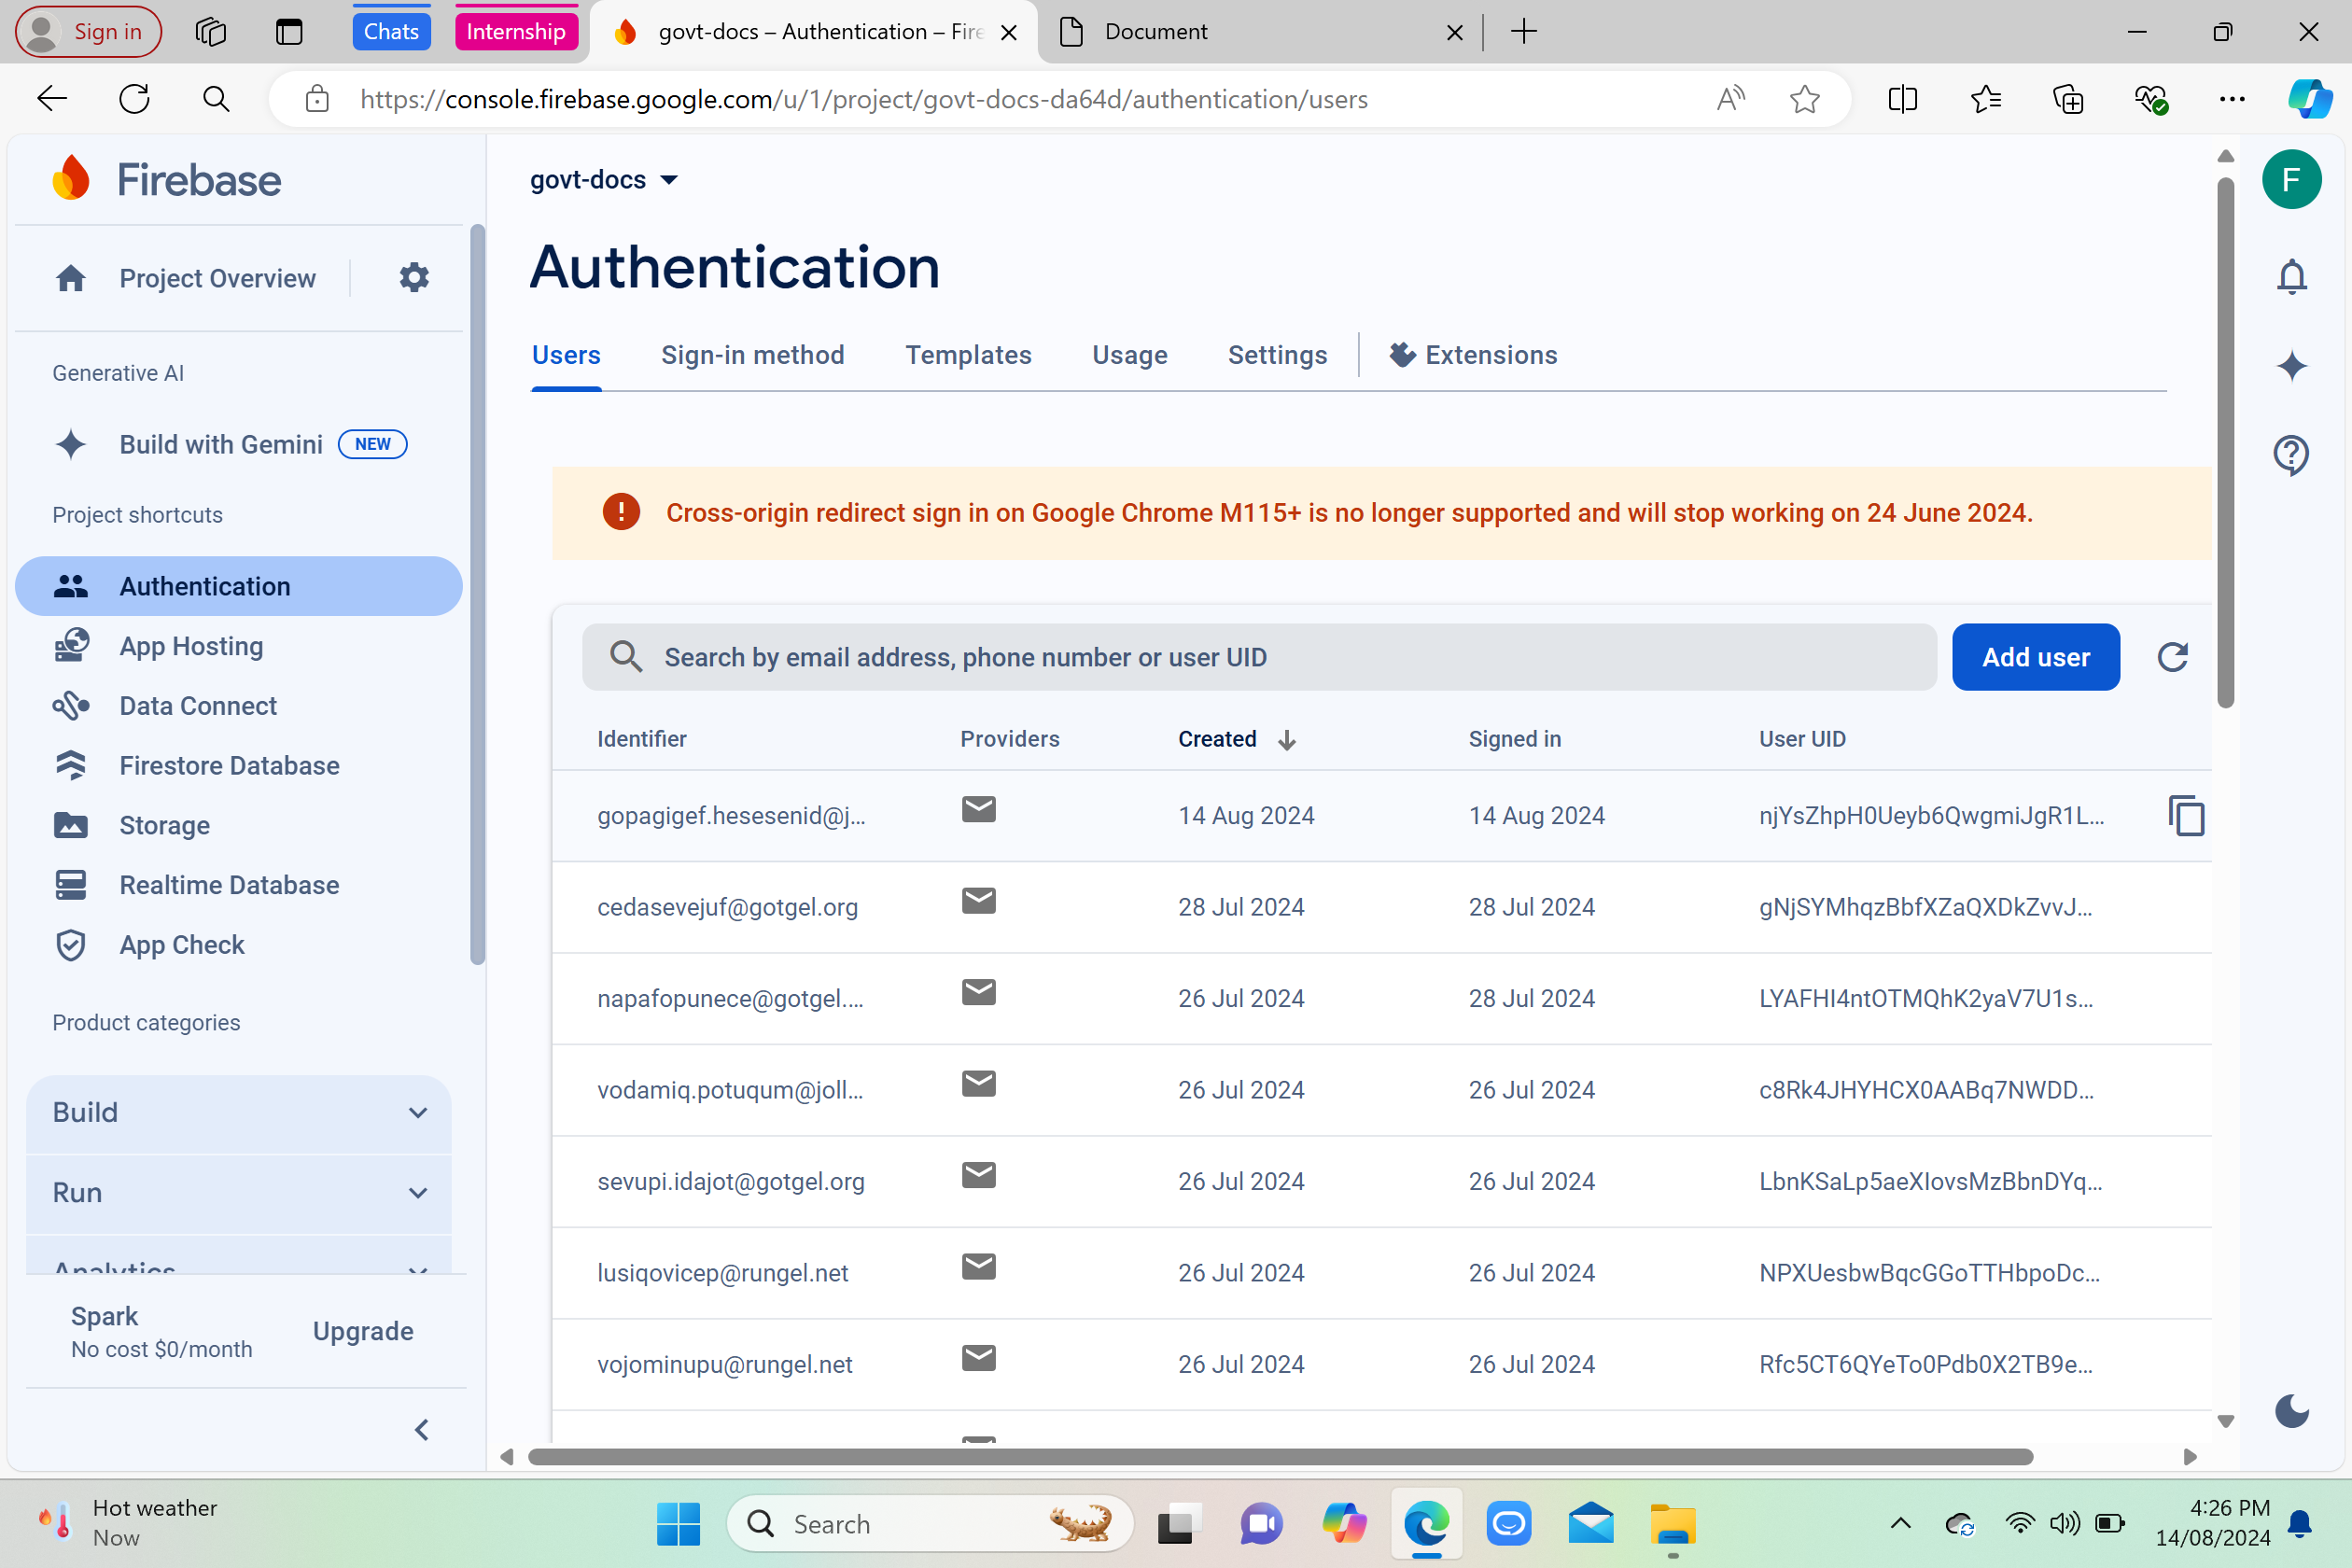 Sign in
Chats
Internship
govt-docs – Authentication – Fire
Document
https://console.firebase.google.com/u/1/project/govt-docs-da64d/authentication/users
Firebase
Project Overview
Generative AI
Build with Gemini NEW
Project shortcuts
Authentication
App Hosting
Data Connect
Firestore Database
Storage
Realtime Database
App Check
Product categories
Build
Run
Analytics
Spark
No cost $0/month
Upgrade
govt-docs
Authentication
Users Sign-in method Templates Usage Settings Extensions
Cross-origin redirect sign in on Google Chrome M115+ is no longer supported and will stop working on 24 June 2024.
Search by email address, phone number or user UID
Add user
Identifier Providers Created Signed in User UID
gopagigef.hesesenid@j... 14 Aug 2024 14 Aug 2024 njYsZhpH0Ueyb6QwgmiJgR1L...
cedasevejuf@gotgel.org 28 Jul 2024 28 Jul 2024 gNjSYMhqzBbfXZaQXDkZvvJ...
napafopunece@gotgel.... 26 Jul 2024 28 Jul 2024 LYAFHI4ntOTMQhK2yaV7U1s...
vodamiq.potuqum@joll... 26 Jul 2024 26 Jul 2024 c8Rk4JHYHCX0AABq7NWDD...
sevupi.idajot@gotgel.org 26 Jul 2024 26 Jul 2024 LbnKSaLp5aeXIovsMzBbnDYq...
lusiqovicep@rungel.net 26 Jul 2024 26 Jul 2024 NPXUesbwBqcGGoTTHbpoDc...
vojominupu@rungel.net 26 Jul 2024 26 Jul 2024 Rfc5CT6QYeTo0Pdb0X2TB9e...
F
Hot weather
Now
Search
4:26 PM
14/08/2024